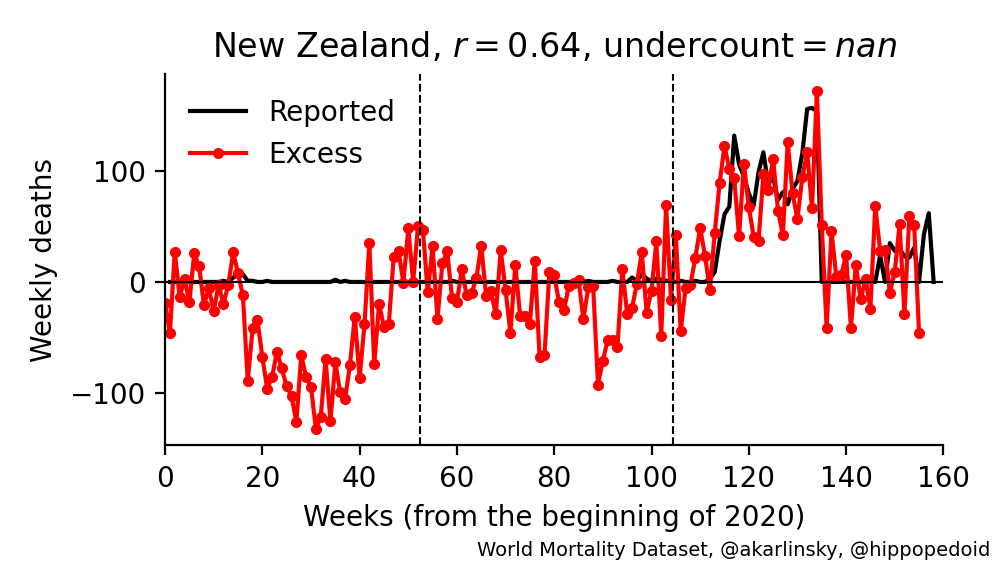 New Zealand, r = 0.64, undercount = nan
Reported
Excess
Weekly deaths
100
0
−100
0 20 40 60 80 100 120 140 160
Weeks (from the beginning of 2020)
World Mortality Dataset, @akarlinsky, @hippopedoid